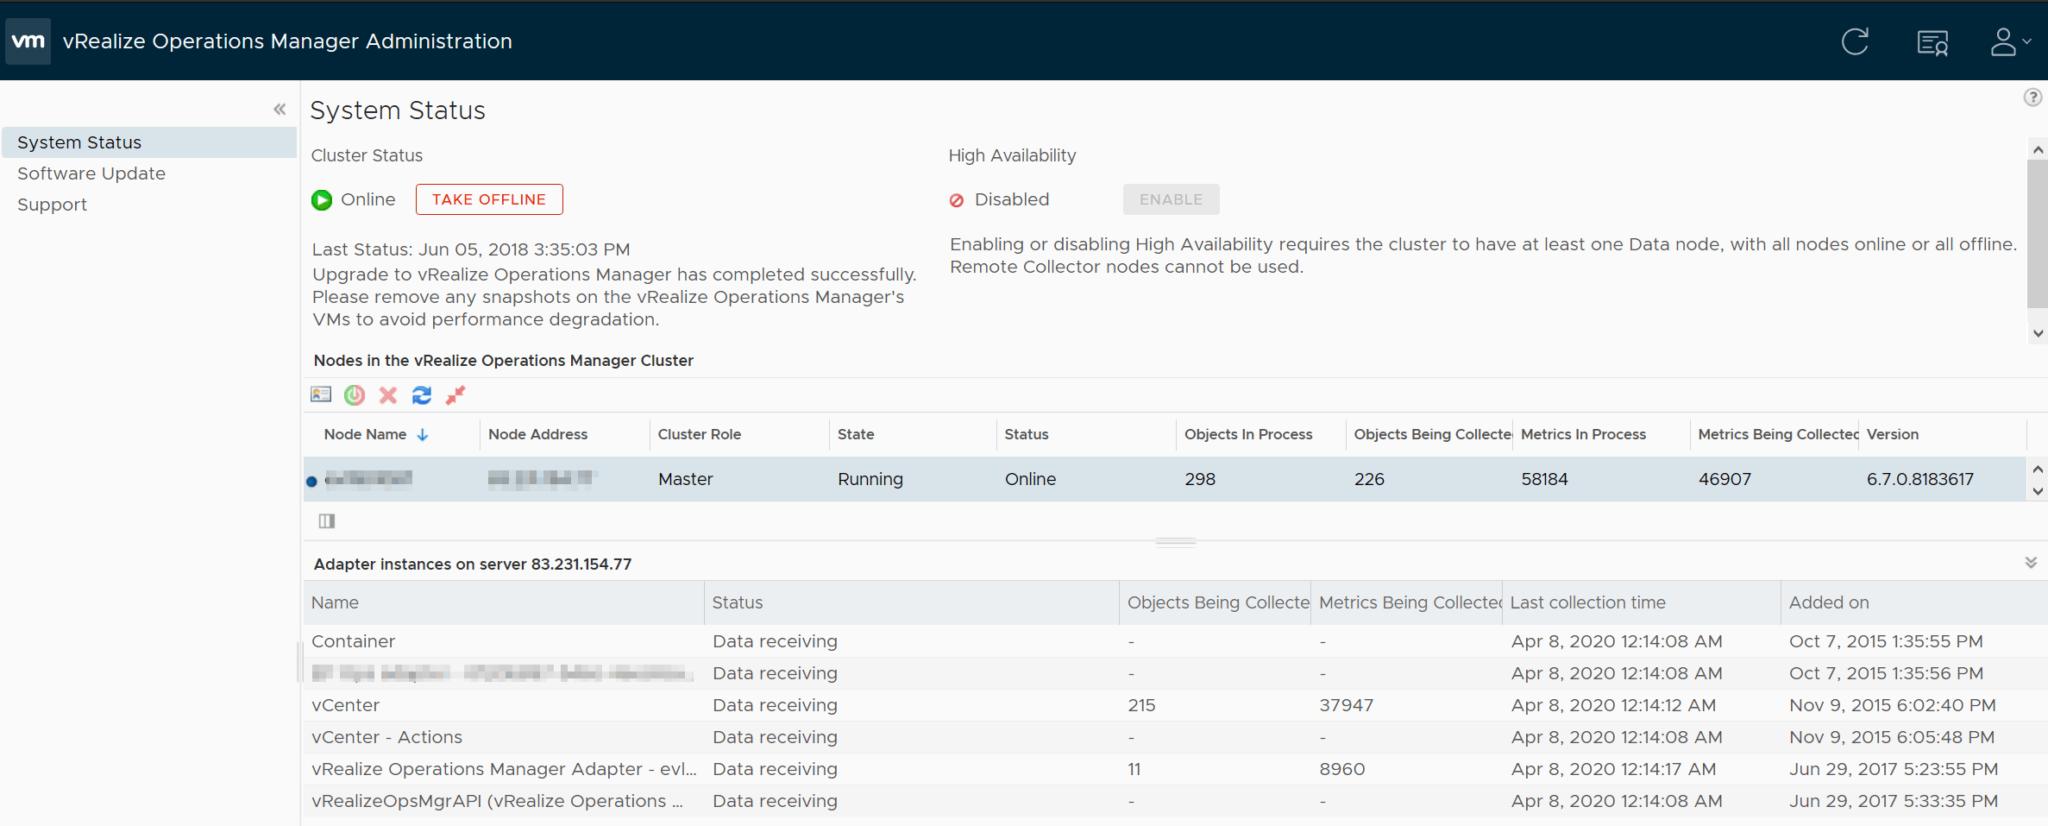 vm vRealize Operations Manager Administration
System Status
Software Update
Support
System Status
Cluster Status
Online TAKE OFFLINE
Last Status: Jun 05, 2018 3:35:03 PM
Upgrade to vRealize Operations Manager has completed successfully.
Please remove any snapshots on the vRealize Operations Manager's
VMs to avoid performance degradation.
High Availability
Disabled ENABLE
Enabling or disabling High Availability requires the cluster to have at least one Data node, with all nodes online or all offline.
Remote Collector nodes cannot be used.
Nodes in the vRealize Operations Manager Cluster
Node Name Node Address Cluster Role State Status Objects In Process Objects Being Collecte Metrics In Process Metrics Being Collected Version
Master Running Online 298 226 58184 46907 6.7.0.8183617
Adapter instances on server 83.231.154.77
Name Status Objects Being Collecte Metrics Being Collected Last collection time Added on
Container Data receiving - - Apr 8, 2020 12:14:08 AM Oct 7, 2015 1:35:55 PM
Data receiving - - Apr 8, 2020 12:14:08 AM Oct 7, 2015 1:35:56 PM
vCenter Data receiving 215 37947 Apr 8, 2020 12:14:12 AM Nov 9, 2015 6:02:40 PM
vCenter - Actions Data receiving - - Apr 8, 2020 12:14:08 AM Nov 9, 2015 6:05:48 PM
vRealize Operations Manager Adapter - evl... Data receiving 11 8960 Apr 8, 2020 12:14:17 AM Jun 29, 2017 5:23:55 PM
vRealizeOpsMgrAPI (vRealize Operations ... Data receiving - - Apr 8, 2020 12:14:08 AM Jun 29, 2017 5:33:35 PM